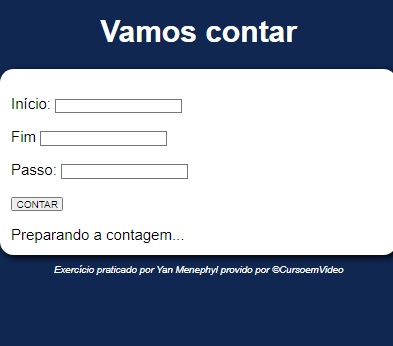 Vamos contar
Início:
Fim
Passo:
CONTAR
Preparando a contagem...
Exercício praticado por Yan Menephyl provido por ©CursoemVideo